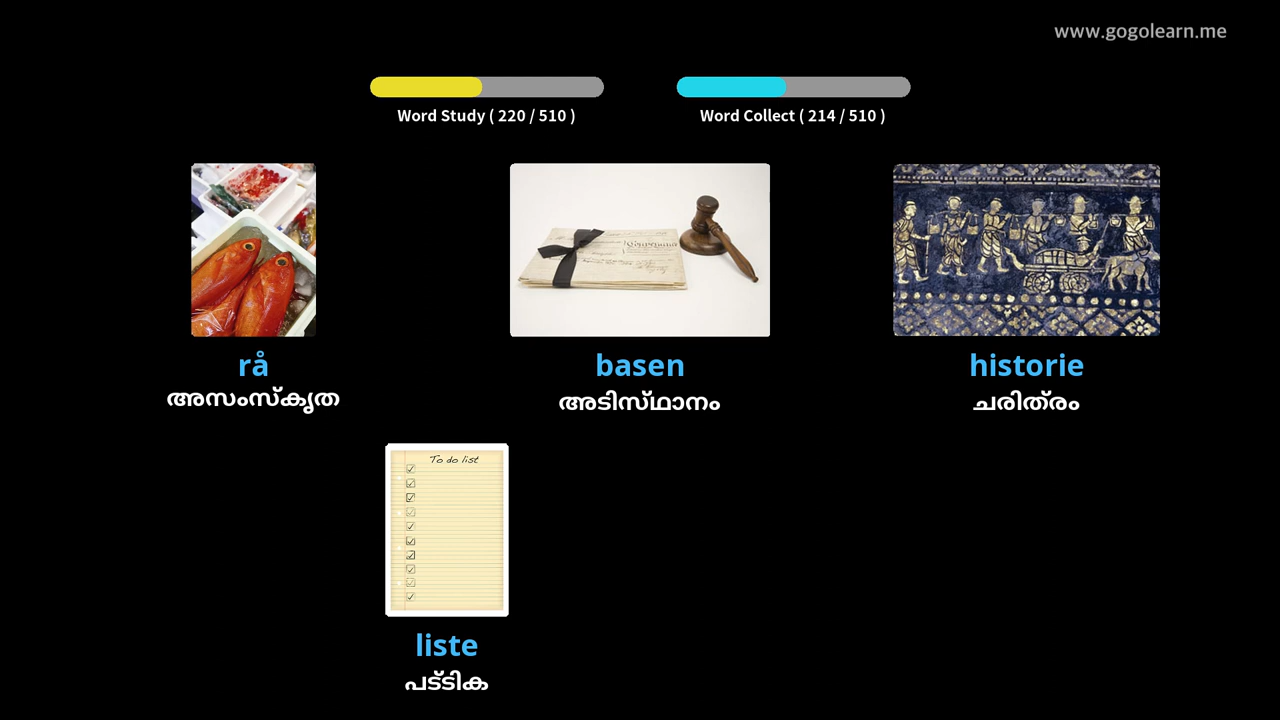 www.gogolearn.me
Word Study ( 220 / 510 )
Word Collect ( 214 / 510 )
rå
അസംസ്കൃത
basen
അടിസ്ഥാനം
historie
ചരിത്രം
To do list
liste
പട്ടിക